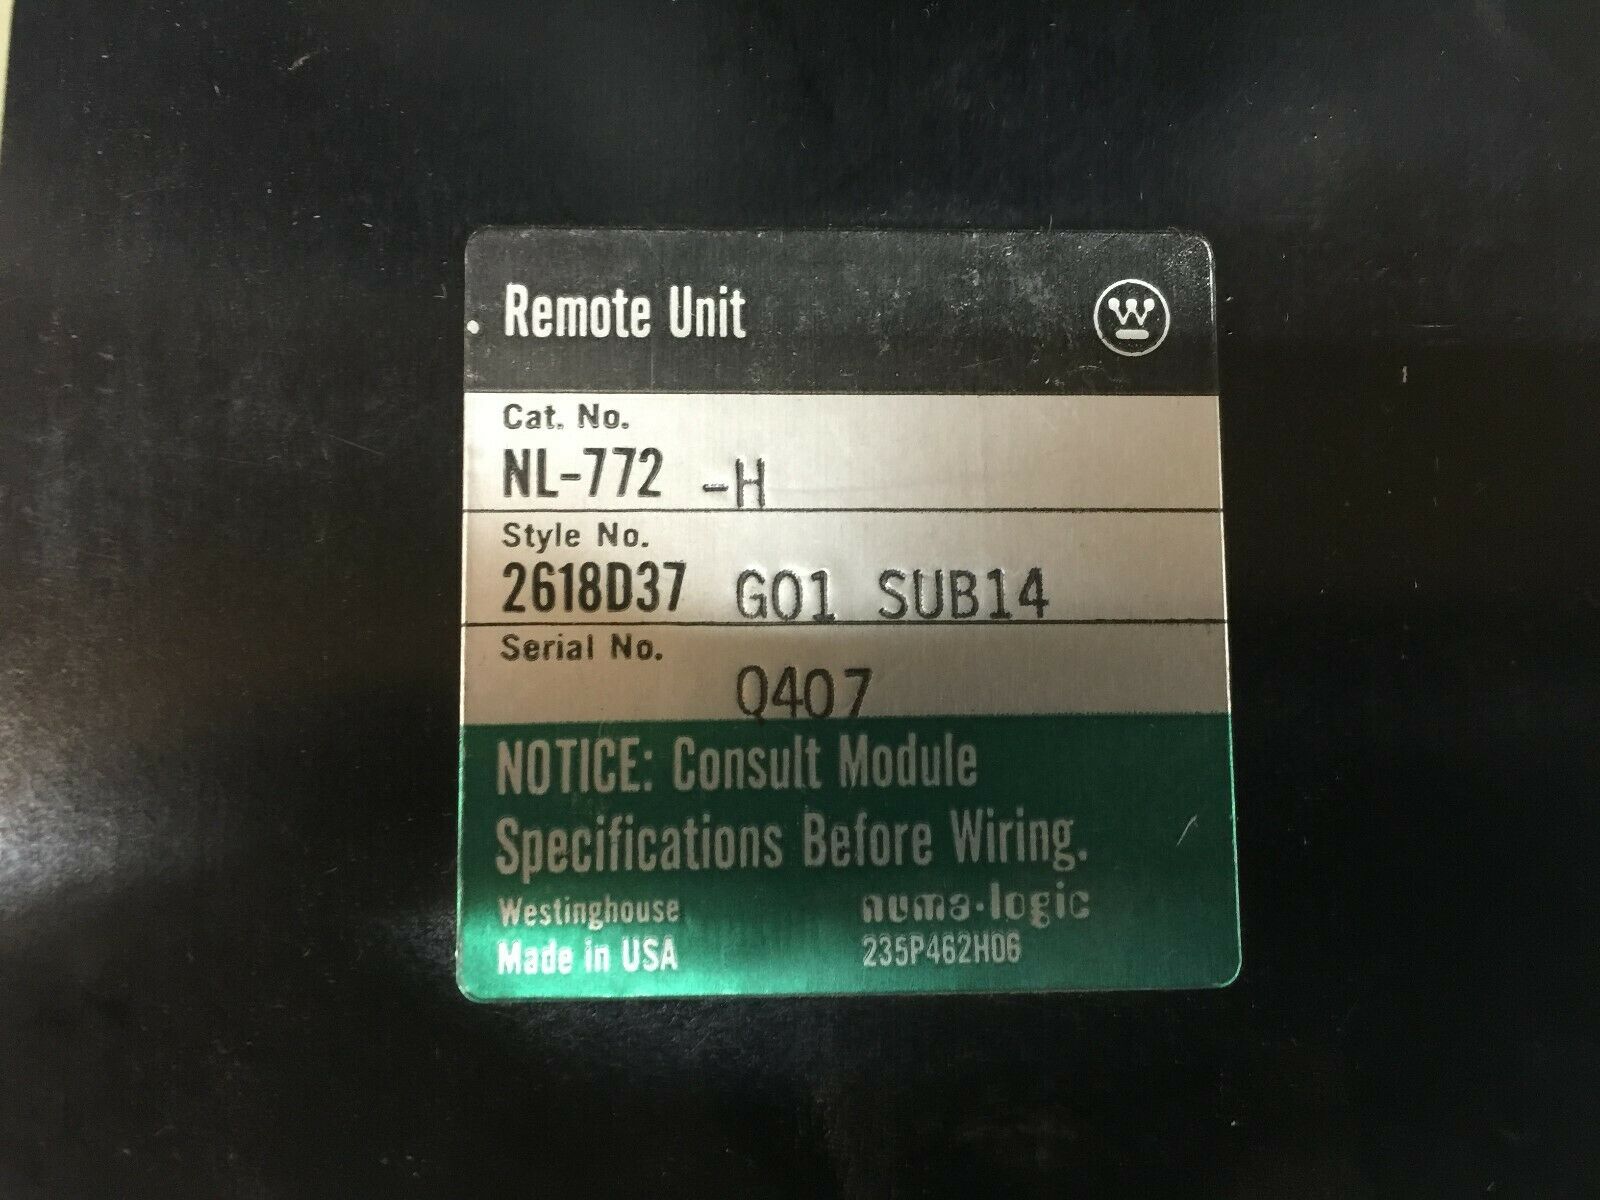 Remote Unit
Cat. No.
NL-772 -H
Style No.
2618D37 G01 SUB14
Serial No.
Q407
NOTICE: Consult Module
Specifications Before Wiring.
Westinghouse numa·logic
Made in USA 235P462H06